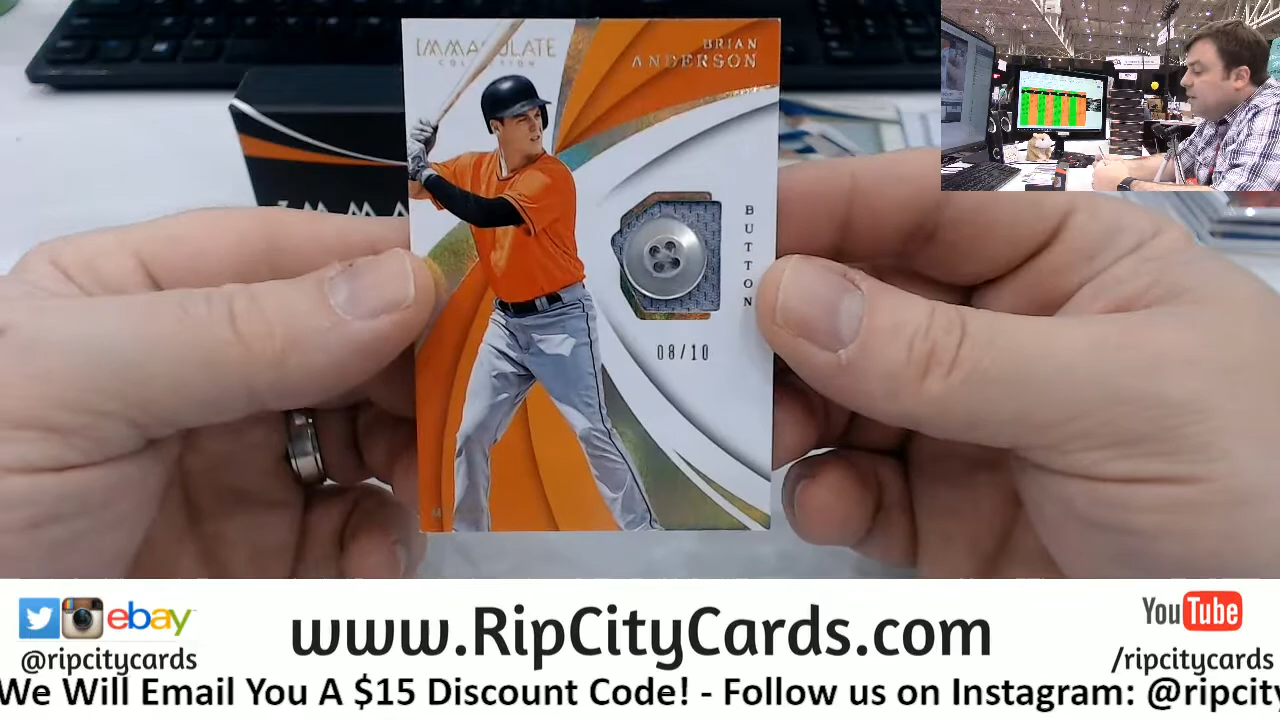 IMMACULATE
COLLECTION
BRIAN
ANDERSON
BUTTON
08/10
ebay
@ripcitycards
www.RipCityCards.com
YouTube
/ripcitycards
We Will Email You A $15 Discount Code! - Follow us on Instagram: @ripcity